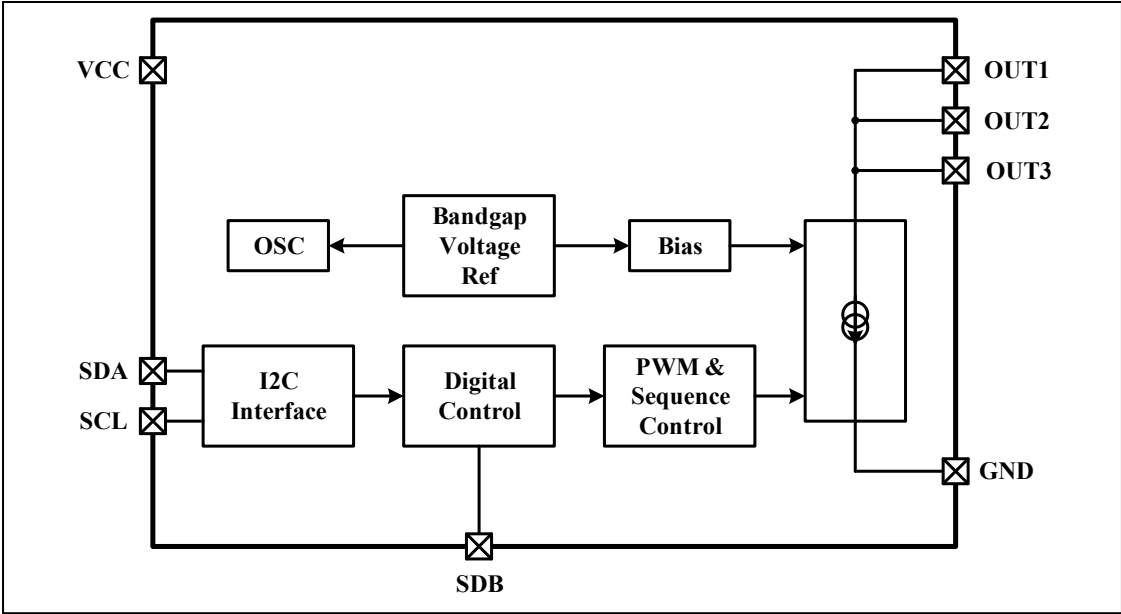 VCC
OUT1
OUT2
OUT3
OSC
Bandgap
Voltage
Ref
Bias
SDA
SCL
I2C
Interface
Digital
Control
PWM &
Sequence
Control
GND
SDB